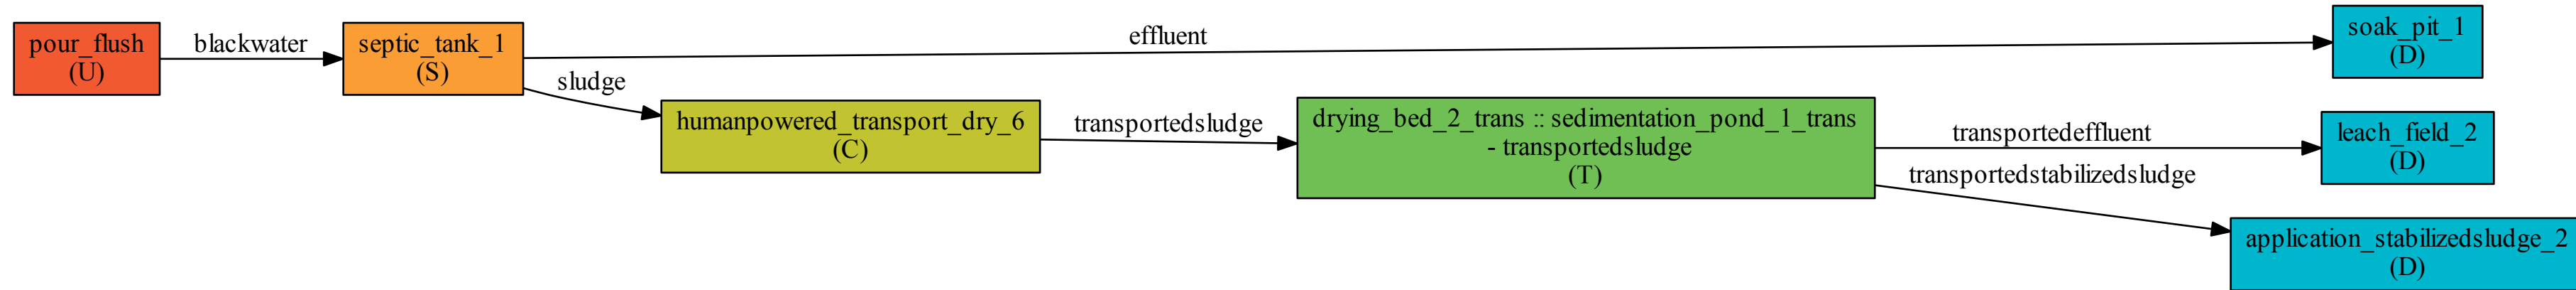 pour_flush
(U)
blackwater
septic_tank_1
(S)
effluent
soak_pit_1
(D)
sludge
humanpowered_transport_dry_6
(C)
transportedsludge
drying_bed_2_trans :: sedimentation_pond_1_trans
- transportedsludge
(T)
transportedeffluent
leach_field_2
(D)
transportedstabilizedsludge
application_stabilizedsludge_2
(D)